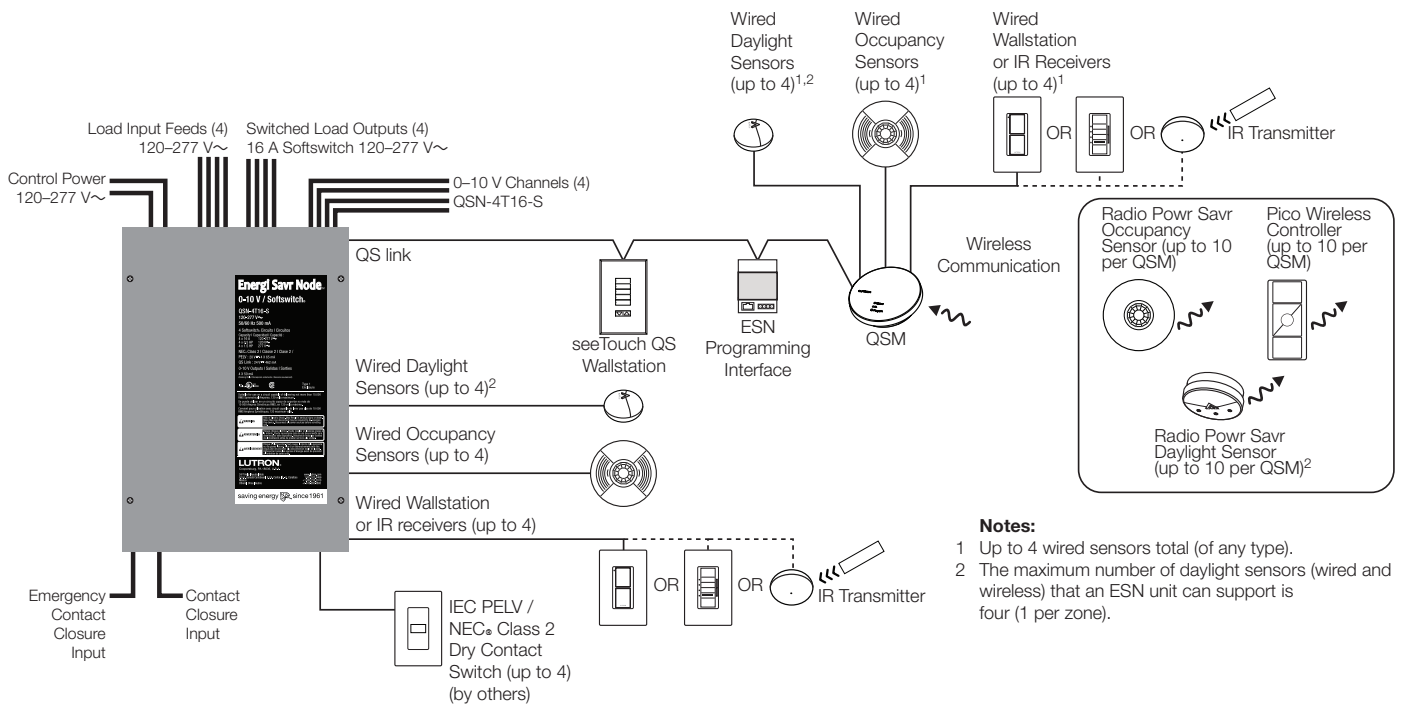 Wired
Daylight
Sensors
(up to 4)1,2
Wired
Occupancy
Sensors
(up to 4)1
Wired
Wallstation
or IR Receivers
(up to 4)1
OR
OR
IR Transmitter
Load Input Feeds (4)
120–277 V~
Switched Load Outputs (4)
16 A Softswitch 120–277 V~
Control Power
120–277 V~
0–10 V Channels (4)
QSN-4T16-S
QS link
seeTouch QS
Wallstation
ESN
Programming
Interface
QSM
Wireless
Communication
Radio Powr Savr
Occupancy
Sensor (up to 10
per QSM)
Pico Wireless
Controller
(up to 10 per
QSM)
Radio Powr Savr
Daylight Sensor
(up to 10 per QSM)2
Energi Savr Node
0-10 V / Softswitch
QSN-4T16-S
120-277 V~
LUTRON
saving energy since 1961
Wired Daylight
Sensors (up to 4)2
Wired Occupancy
Sensors (up to 4)
Wired Wallstation
or IR receivers (up to 4)
OR
OR
IR Transmitter
Emergency
Contact
Closure
Input
Contact
Closure
Input
IEC PELV /
NEC® Class 2
Dry Contact
Switch (up to 4)
(by others)
Notes:
1 Up to 4 wired sensors total (of any type).
2 The maximum number of daylight sensors (wired and
wireless) that an ESN unit can support is
four (1 per zone).